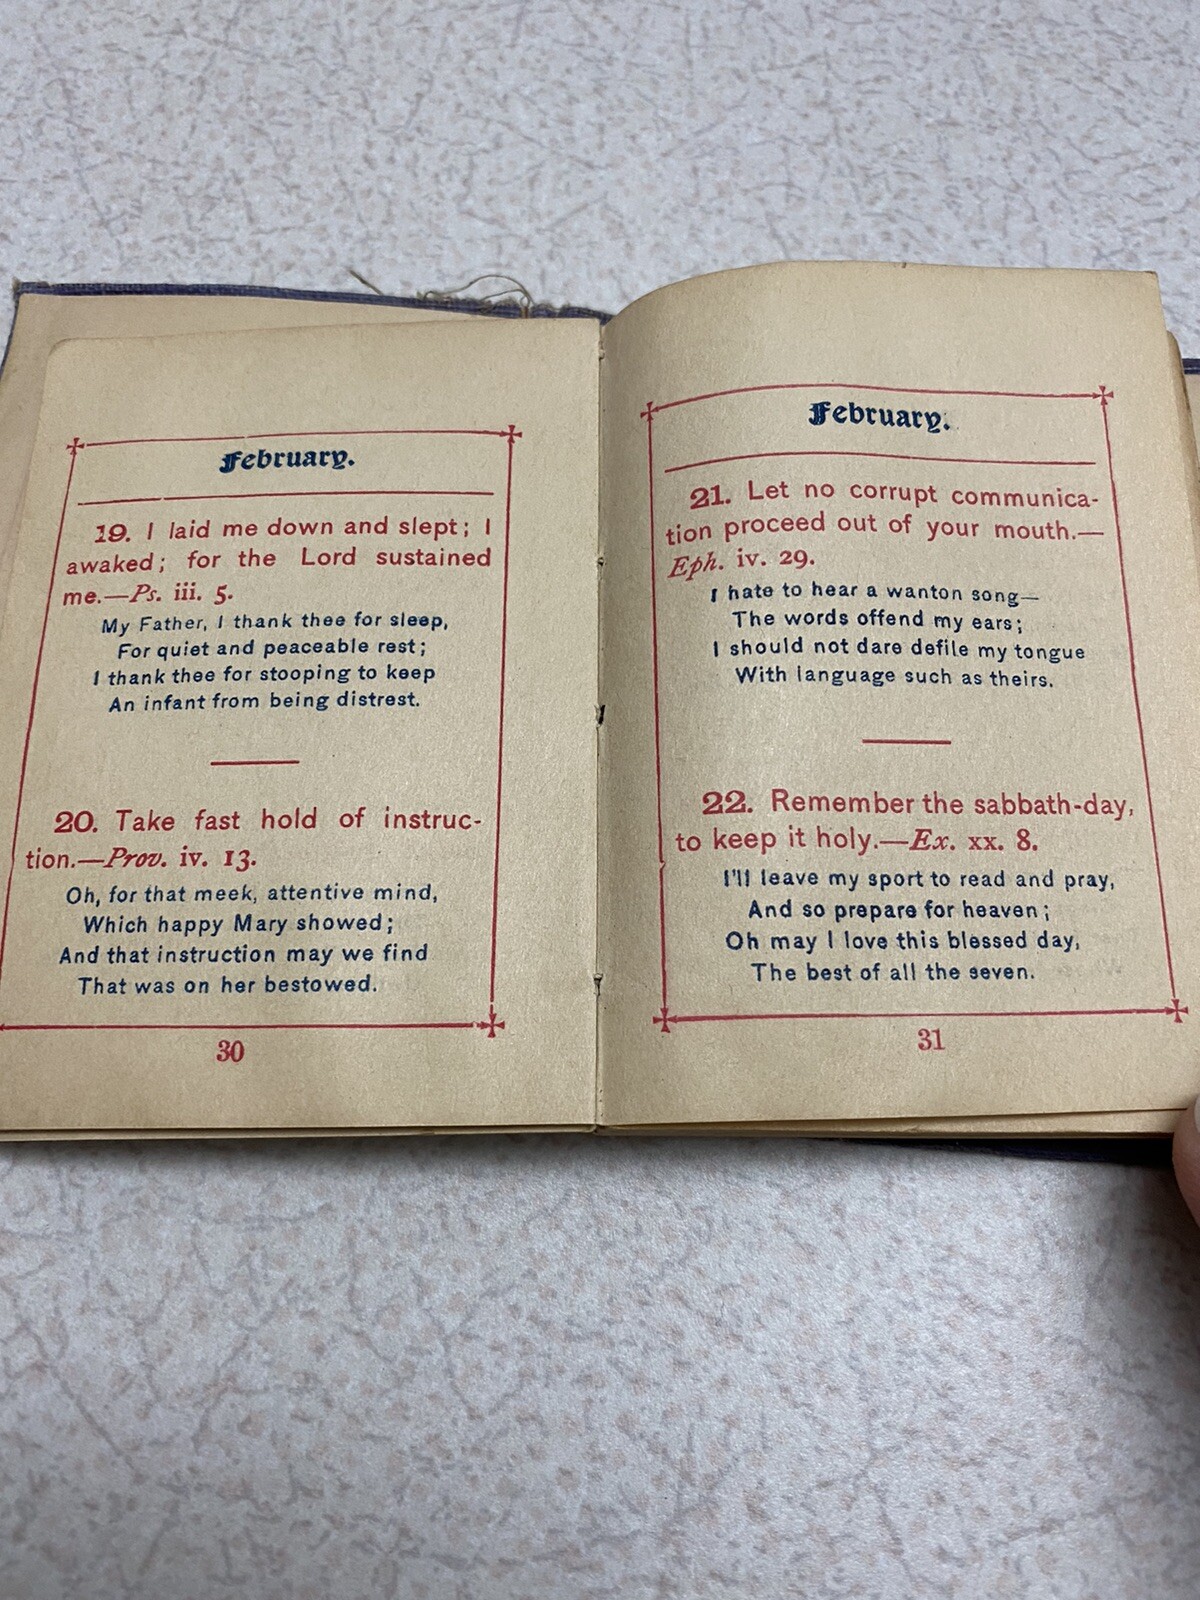 February.
19. I laid me down and slept; I
awaked; for the Lord sustained
me.—Ps. iii. 5.
My Father, I thank thee for sleep,
For quiet and peaceable rest;
I thank thee for stooping to keep
An infant from being distrest.
20. Take fast hold of instruc-
tion.—Prov. iv. 13.
Oh, for that meek, attentive mind,
Which happy Mary showed;
And that instruction may we find
That was on her bestowed.
30
February.
21. Let no corrupt communica-
tion proceed out of your mouth.—
Eph. iv. 29.
I hate to hear a wanton song—
The words offend my ears;
I should not dare defile my tongue
With language such as theirs.
22. Remember the sabbath-day,
to keep it holy.—Ex. xx. 8.
I'll leave my sport to read and pray,
And so prepare for heaven;
Oh may I love this blessed day,
The best of all the seven.
31